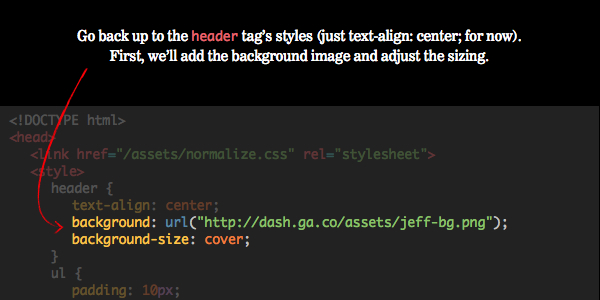 Go back up to the header tag’s styles (just text-align: center; for now).
First, we’ll add the background image and adjust the sizing.
<!DOCTYPE html>
<head>
<link href="/assets/normalize.css" rel="stylesheet">
<style>
header {
text-align: center;
background: url("http://dash.ga.co/assets/jeff-bg.png");
background-size: cover;
}
ul {
padding: 10px;